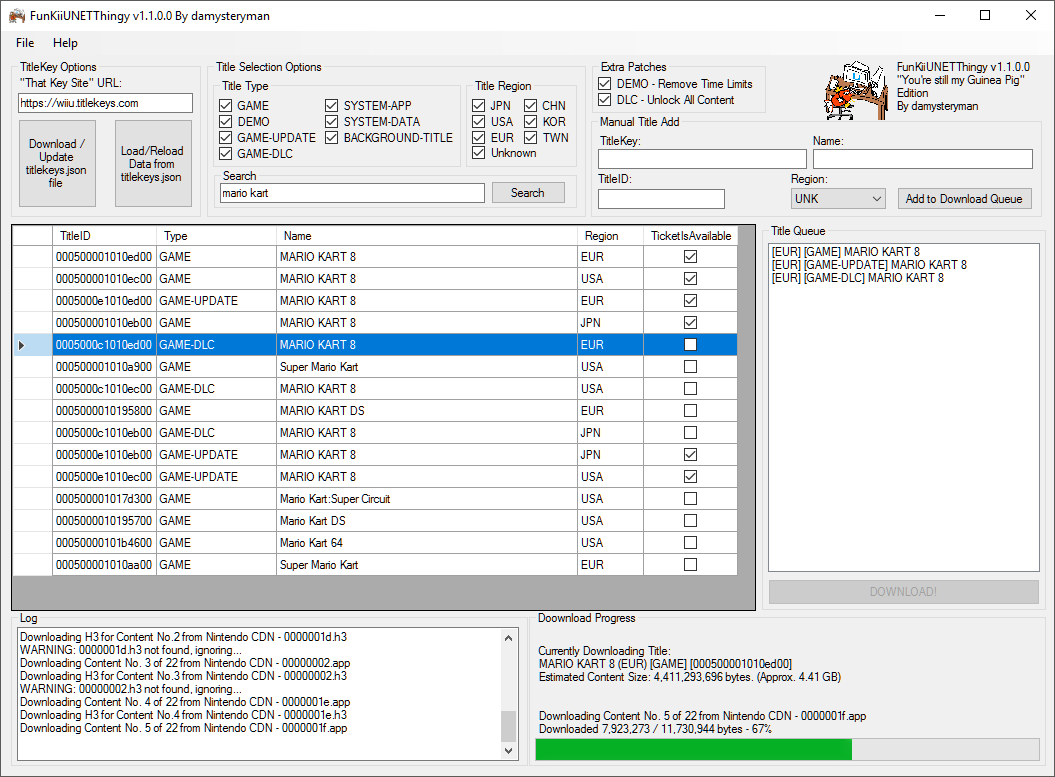 FunKiiUNETThingy v1.1.0.0 By damysteryman
File Help
TitleKey Options
"That Key Site" URL:
https://wiiu.titlekeys.com
Download /
Update
titlekeys.json
file
Load/Reload
Data from
titlekeys.json
Title Selection Options
Title Type
GAME SYSTEM-APP
DEMO SYSTEM-DATA
GAME-UPDATE BACKGROUND-TITLE
GAME-DLC
Title Region
JPN CHN
USA KOR
EUR TWN
Unknown
Search
mario kart Search
Extra Patches
DEMO - Remove Time Limits
DLC - Unlock All Content
FunKiiUNETThingy v1.1.0.0
"You're still my Guinea Pig"
Edition
By damysteryman
Manual Title Add
TitleKey: Name:
TitleID: Region:
UNK Add to Download Queue
TitleID Type Name Region TicketIsAvailable
000500001010ed00 GAME MARIO KART 8 EUR
000500001010ec00 GAME MARIO KART 8 USA
0005000e1010ed00 GAME-UPDATE MARIO KART 8 EUR
000500001010eb00 GAME MARIO KART 8 JPN
0005000c1010ed00 GAME-DLC MARIO KART 8 EUR
000500001010a900 GAME Super Mario Kart USA
0005000c1010ec00 GAME-DLC MARIO KART 8 USA
0005000010195800 GAME MARIO KART DS EUR
0005000c1010eb00 GAME-DLC MARIO KART 8 JPN
0005000e1010eb00 GAME-UPDATE MARIO KART 8 JPN
0005000e1010ec00 GAME-UPDATE MARIO KART 8 USA
000500001017d300 GAME Mario Kart:Super Circuit USA
0005000010195700 GAME Mario Kart DS USA
00050000101b4600 GAME Mario Kart 64 USA
000500001010aa00 GAME Super Mario Kart EUR
Title Queue
[EUR] [GAME] MARIO KART 8
[EUR] [GAME-UPDATE] MARIO KART 8
[EUR] [GAME-DLC] MARIO KART 8
DOWNLOAD!
Log
Downloading H3 for Content No.2 from Nintendo CDN - 0000001d.h3
WARNING: 0000001d.h3 not found, ignoring...
Downloading Content No. 3 of 22 from Nintendo CDN - 00000002.app
Downloading H3 for Content No.3 from Nintendo CDN - 00000002.h3
WARNING: 00000002.h3 not found, ignoring...
Downloading Content No. 4 of 22 from Nintendo CDN - 0000001e.app
Downloading H3 for Content No.4 from Nintendo CDN - 0000001e.h3
Downloading Content No. 5 of 22 from Nintendo CDN - 0000001f.app
Doownload Progress
Currently Downloading Title:
MARIO KART 8 (EUR) [GAME] [000500001010ed00]
Estimated Content Size: 4,411,293,696 bytes. (Approx. 4.41 GB)
Downloading Content No. 5 of 22 from Nintendo CDN - 0000001f.app
Downloaded 7,923,273 / 11,730,944 bytes - 67%